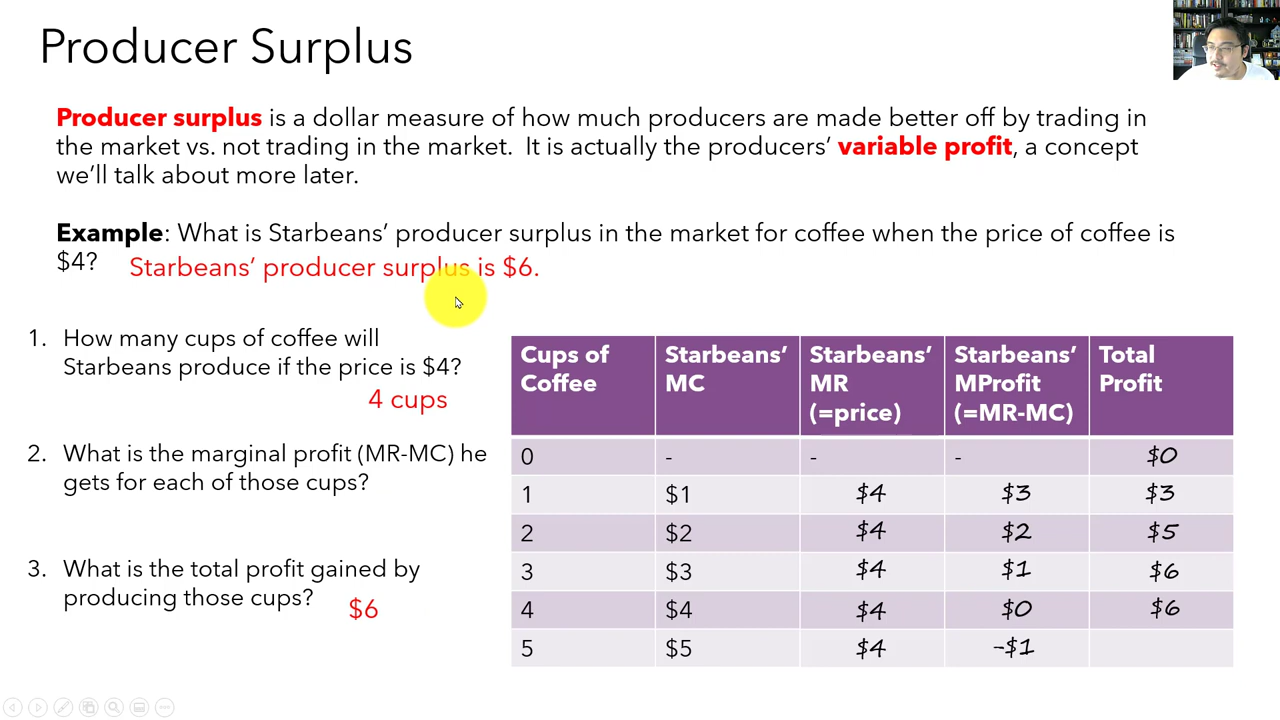 Producer Surplus
Producer surplus is a dollar measure of how much producers are made better off by trading in
the market vs. not trading in the market. It is actually the producers' variable profit, a concept
we'll talk about more later.
Example: What is Starbeans' producer surplus in the market for coffee when the price of coffee is
$4? Starbeans' producer surplus is $6.
1. How many cups of coffee will
Starbeans produce if the price is $4?
4 cups
2. What is the marginal profit (MR-MC) he
gets for each of those cups?
3. What is the total profit gained by
producing those cups? $6
Cups of Starbeans' Starbeans' Starbeans' Total
Coffee MC MR MProfit Profit
(=price) (=MR-MC)
0 - - - $0
1 $1 $4 $3 $3
2 $2 $4 $2 $5
3 $3 $4 $1 $6
4 $4 $4 $0 $6
5 $5 $4 -$1